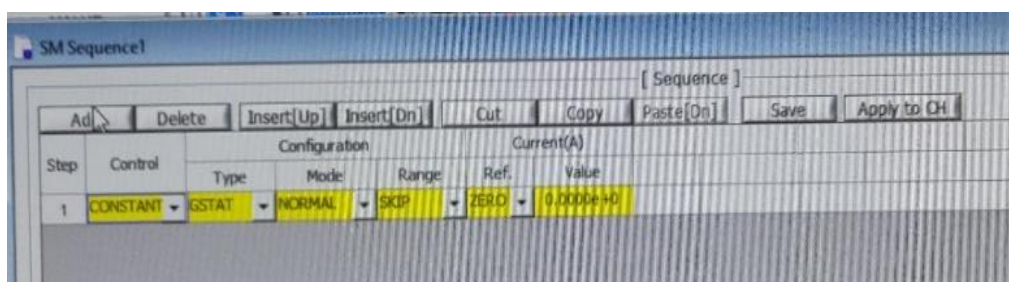 SM Sequence1
[ Sequence ]
Ad Delete Insert[Up] Insert[Dn] Cut Copy Paste[Dn] Save Apply to CH
Step Control Configuration Current(A)
Type Mode Range Ref. Value
1 CONSTANT GSTAT NORMAL SKIP ZERO 0.0000e+0